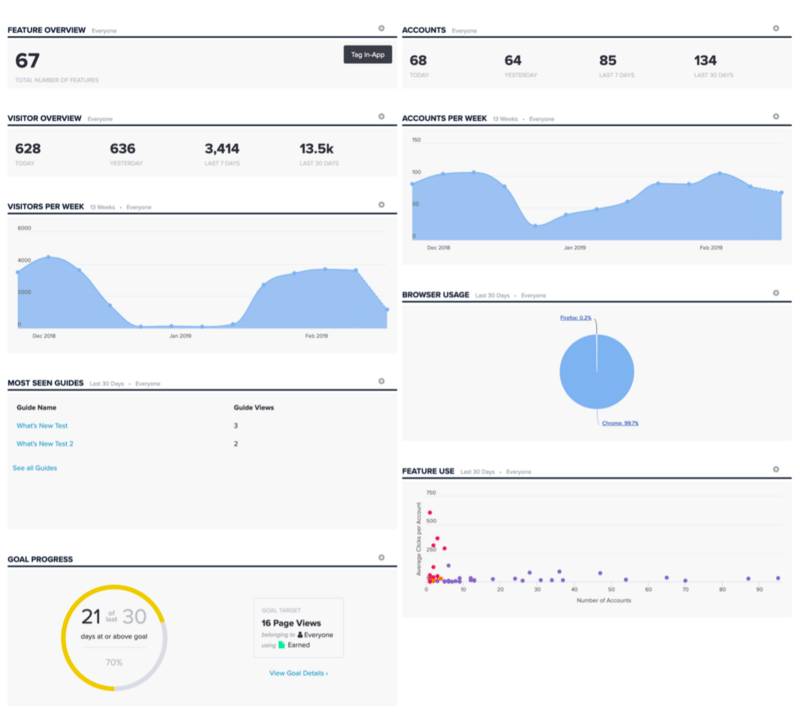 FEATURE OVERVIEW Everyone
67
TOTAL NUMBER OF FEATURES
Tag In-App
VISITOR OVERVIEW Everyone
628 636 3,414 13.5k
TODAY YESTERDAY LAST 7 DAYS LAST 30 DAYS
VISITORS PER WEEK 13 Weeks • Everyone
6000
4000
2000
0
Dec 2018 Jan 2019 Feb 2019
MOST SEEN GUIDES Last 30 Days • Everyone
Guide Name Guide Views
What's New Test 3
What's New Test 2 2
See all Guides
GOAL PROGRESS
21 of last 30
days at or above goal
70%
GOAL TARGET
16 Page Views
belonging to Everyone
using Earned
View Goal Details ›
ACCOUNTS Everyone
68 64 85 134
TODAY YESTERDAY LAST 7 DAYS LAST 30 DAYS
ACCOUNTS PER WEEK 13 Weeks • Everyone
150
100
50
0
Dec 2018 Jan 2019 Feb 2019
BROWSER USAGE Last 30 Days • Everyone
Firefox: 0.2%
Chrome: 99.7%
FEATURE USE Last 30 Days • Everyone
Average Clicks per Account
750
500
250
0 10 20 30 40 50 60 70 80 90
Number of Accounts